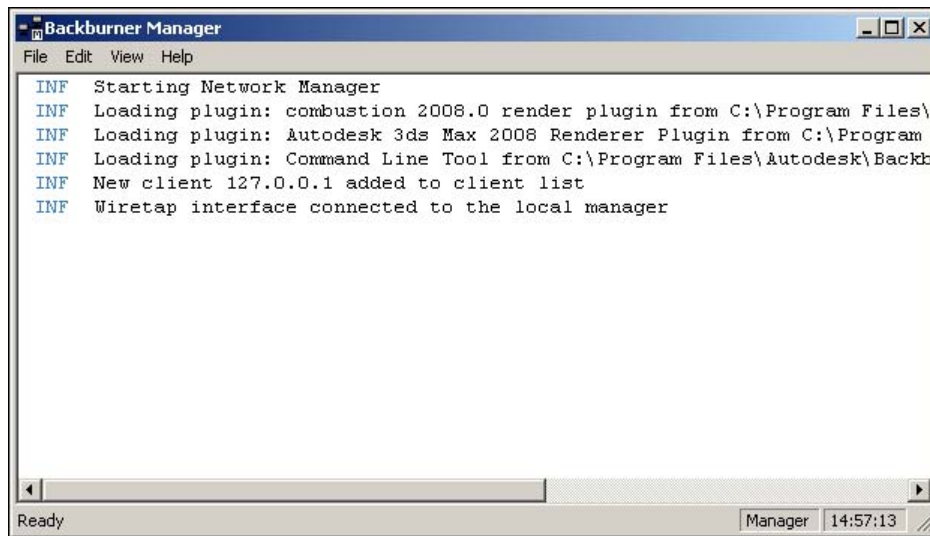 Backburner Manager
File Edit View Help
INF Starting Network Manager
INF Loading plugin: combustion 2008.0 render plugin from C:\Program Files\
INF Loading plugin: Autodesk 3ds Max 2008 Renderer Plugin from C:\Program
INF Loading plugin: Command Line Tool from C:\Program Files\Autodesk\Backb
INF New client 127.0.0.1 added to client list
INF Wiretap interface connected to the local manager
Ready Manager 14:57:13